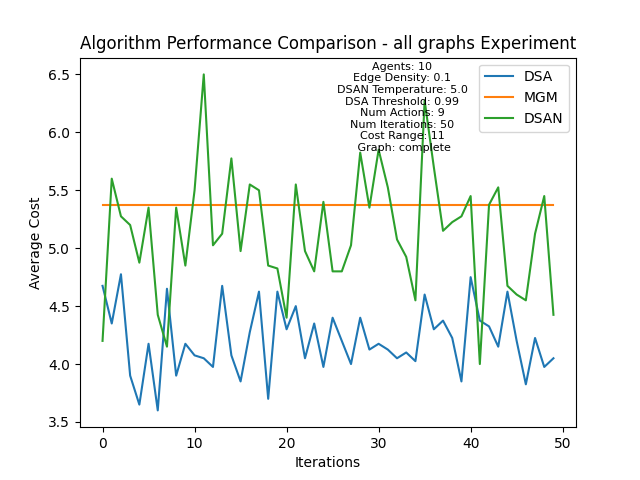 Algorithm Performance Comparison - all graphs Experiment
Agents: 10
Edge Density: 0.1
DSAN Temperature: 5.0
DSA Threshold: 0.99
Num Actions: 9
Num Iterations: 50
Cost Range: 11
Graph: complete
DSA
MGM
DSAN
Average Cost
6.5
6.0
5.5
5.0
4.5
4.0
3.5
0 10 20 30 40 50
Iterations